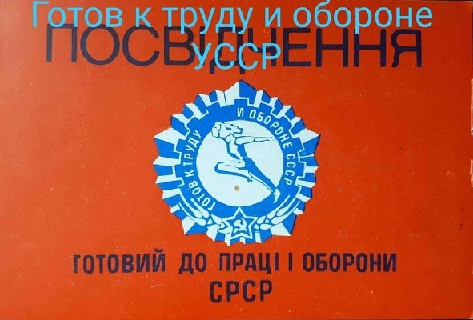 Готов к труду и обороне
УССР
ПОСВІДЧЕННЯ
ГОТОВ К ТРУДУ И ОБОРОНЕ СССР
ГОТОВИЙ ДО ПРАЦІ І ОБОРОНИ
СРСР